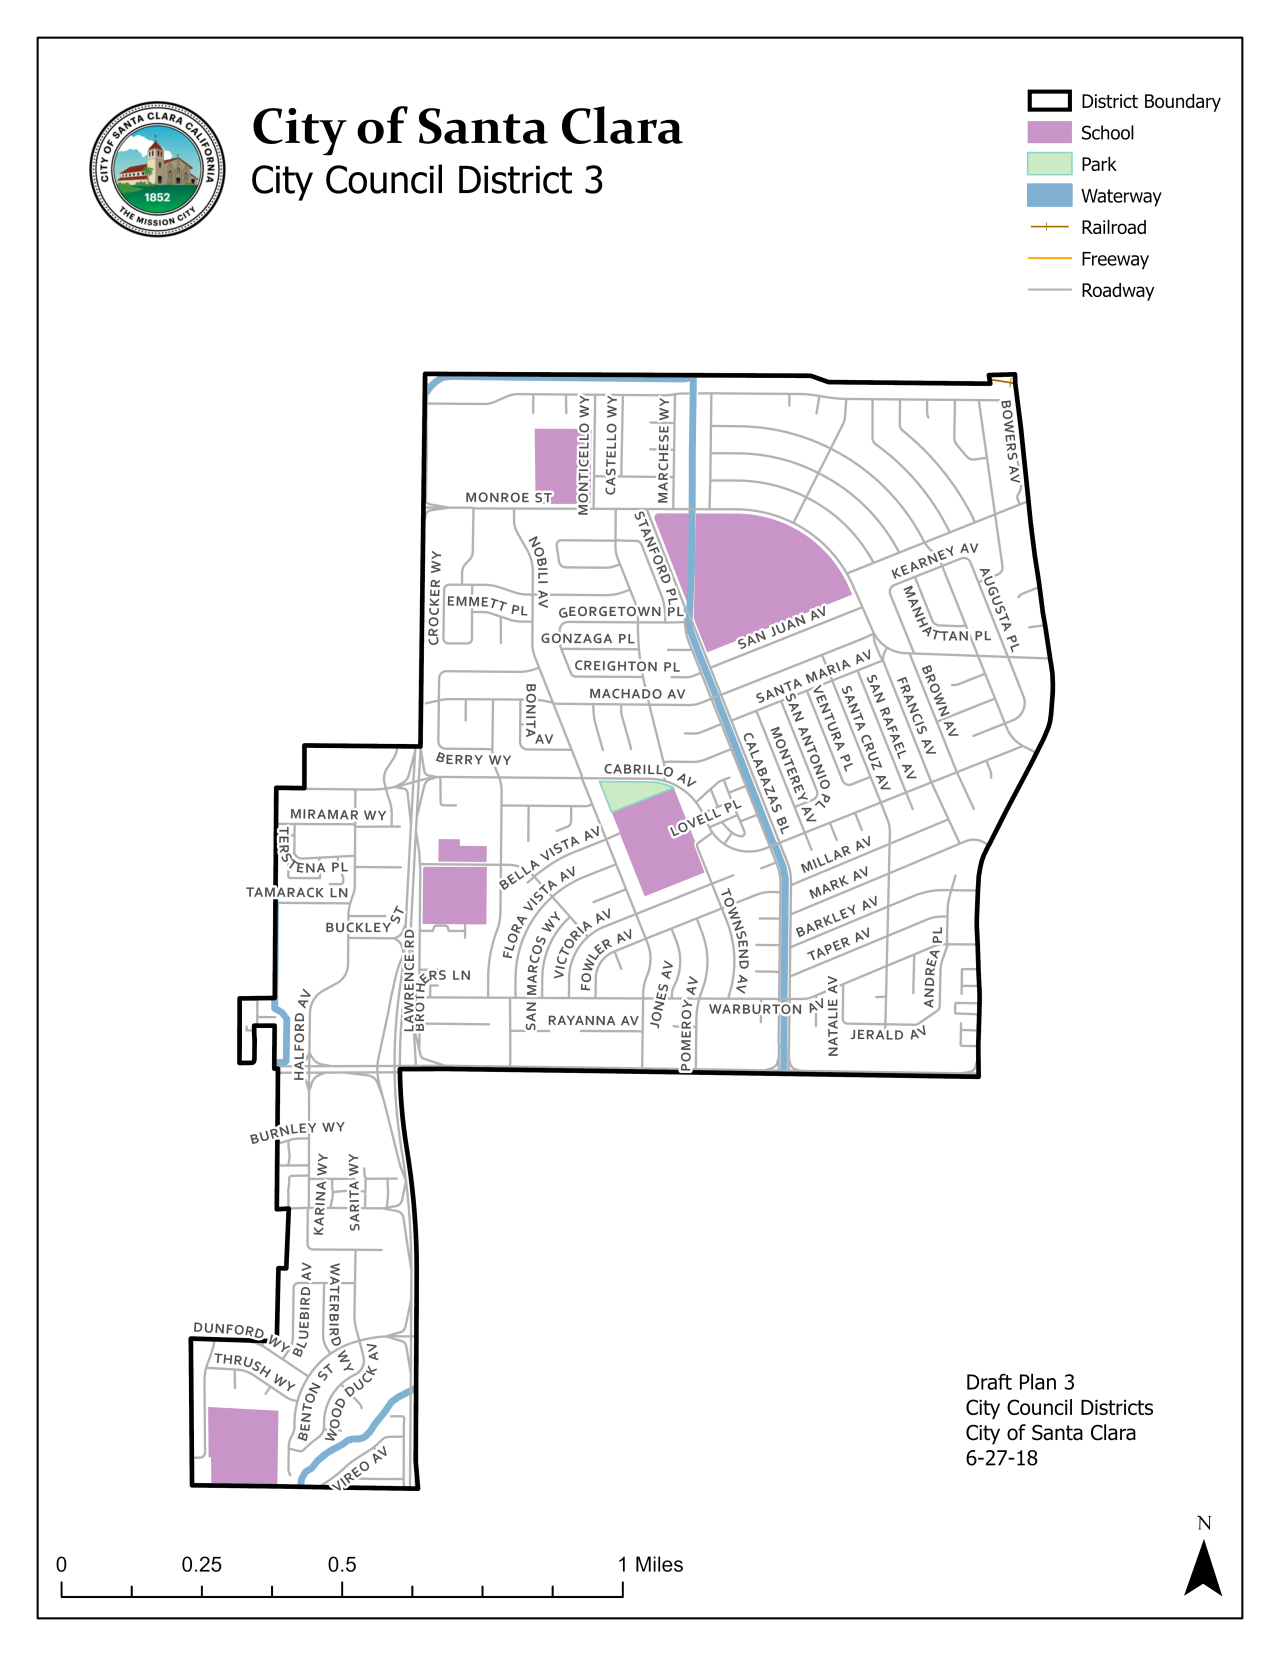 CITY OF SANTA CLARA CALIFORNIA
1852
THE MISSION CITY
City of Santa Clara
City Council District 3
District Boundary
School
Park
Waterway
Railroad
Freeway
Roadway
BOWERS AV
MONTICELLO WY
CASTELLO WY
MARCHESE WY
MONROE ST
STANFORD PL
NOBILI AV
CROCKER WY
EMMETT PL
GEORGETOWN PL
GONZAGA PL
CREIGHTON PL
MACHADO AV
KEARNEY AV
AUGUSTA PL
MANHATTAN PL
SAN JUAN AV
SANTA MARIA AV
BROWN AV
FRANCIS AV
SAN RAFAEL AV
SANTA CRUZ AV
VENTURA PL
SAN ANTONIO PL
MONTEREY AV
CALABAZAS BL
BONITA AV
BERRY WY
CABRILLO AV
LOVELL PL
MIRAMAR WY
TERSTENA PL
TAMARACK LN
BUCKLEY ST
BELLA VISTA AV
FLORA VISTA AV
SAN MARCOS WY
VICTORIA AV
FOWLER AV
TOWNSEND AV
MILLAR AV
MARK AV
BARKLEY AV
TAPER AV
ANDREA PL
NATALIE AV
JERALD AV
WARBURTON AV
POMEROY AV
JONES AV
RAYANNA AV
LAWRENCE RD
BROTHERS LN
HALFORD AV
BURNLEY WY
KARINA WY
SARITA WY
BLUEBIRD AV
WATERBIRD WY
DUNFORD WY
THRUSH WY
BENTON ST
WOOD DUCK AV
VIREO AV
Draft Plan 3
City Council Districts
City of Santa Clara
6-27-18
N
0 0.25 0.5 1 Miles